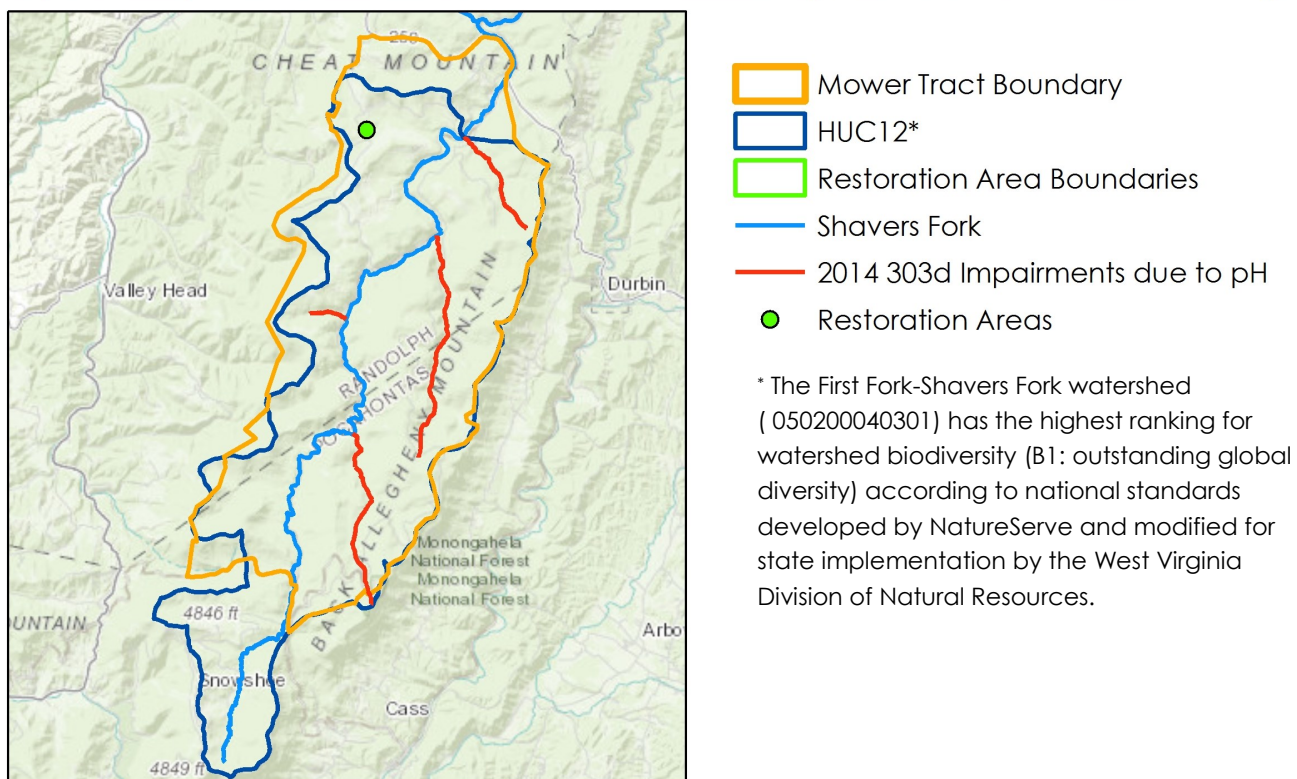 250
CHEAT MOUNTAIN
Valley Head
Durbin
RANDOLPH
POCAHONTAS
BACK ALLEGHENY MOUNTAIN
Monongahela
National Forest
Monongahela
National Forest
4846 ft
OUNTAIN
Arbo
Snowshoe
Cass
4849 ft
Mower Tract Boundary
HUC12*
Restoration Area Boundaries
Shavers Fork
2014 303d Impairments due to pH
Restoration Areas
* The First Fork-Shavers Fork watershed
( 050200040301) has the highest ranking for
watershed biodiversity (B1: outstanding global
diversity) according to national standards
developed by NatureServe and modified for
state implementation by the West Virginia
Division of Natural Resources.